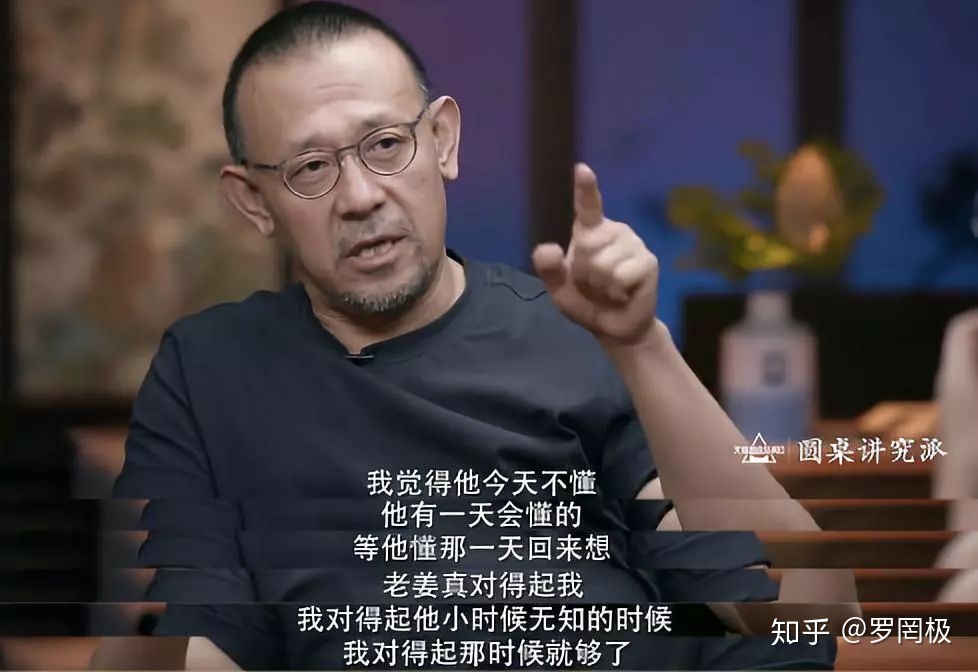 圆桌讲究派
我觉得他今天不懂
他有一天会懂的
等他懂那一天回来想
老姜真对得起我
我对得起他小时候无知的时候
我对得起那时候就够了
知乎 @罗罔极